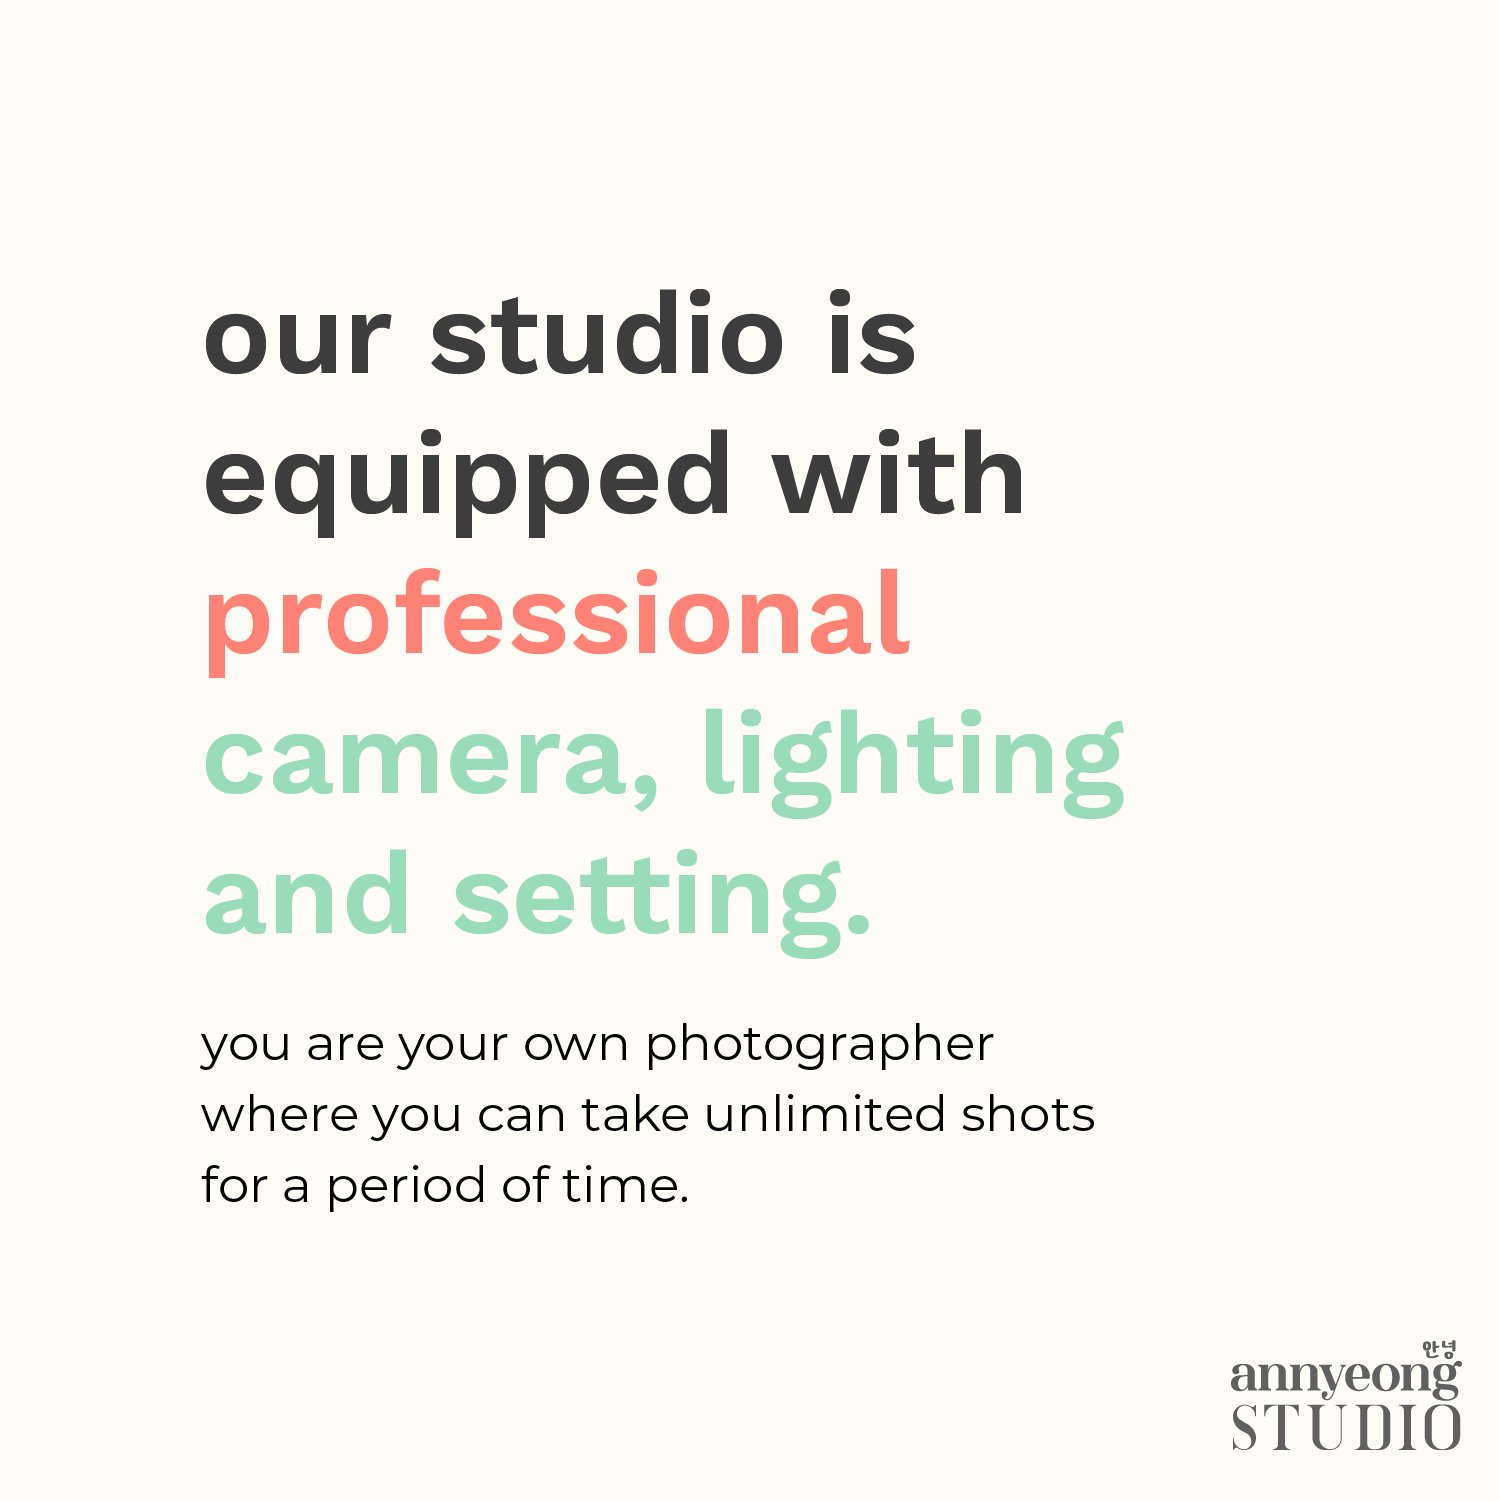 our studio is
equipped with
professional
camera, lighting
and setting.
you are your own photographer
where you can take unlimited shots
for a period of time.
안녕
annyeong
STUDIO